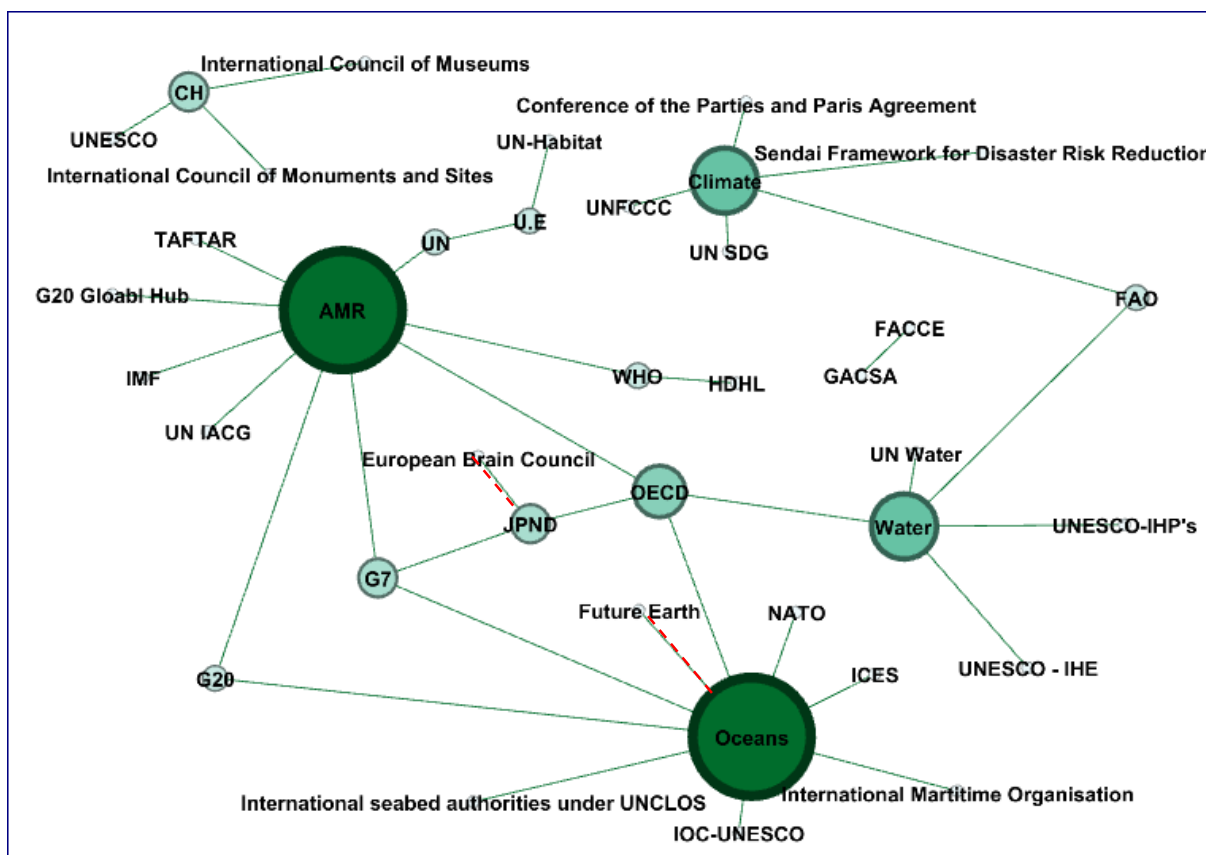 International Council of Museums
CH
Conference of the Parties and Paris Agreement
UNESCO
UN-Habitat
Sendai Framework for Disaster Risk Reduction
International Council of Monuments and Sites
Climate
UNFCCC
U.E
TAFTAR
UN
UN SDG
G20 Gloabl Hub
FAO
AMR
FACCE
IMF
WHO
HDHL
GACSA
UN IACG
European Brain Council
UN Water
OECD
JPND
Water
UNESCO-IHP's
G7
Future Earth
NATO
UNESCO - IHE
ICES
G20
Oceans
International seabed authorities under UNCLOS
International Martitime Organisation
IOC-UNESCO